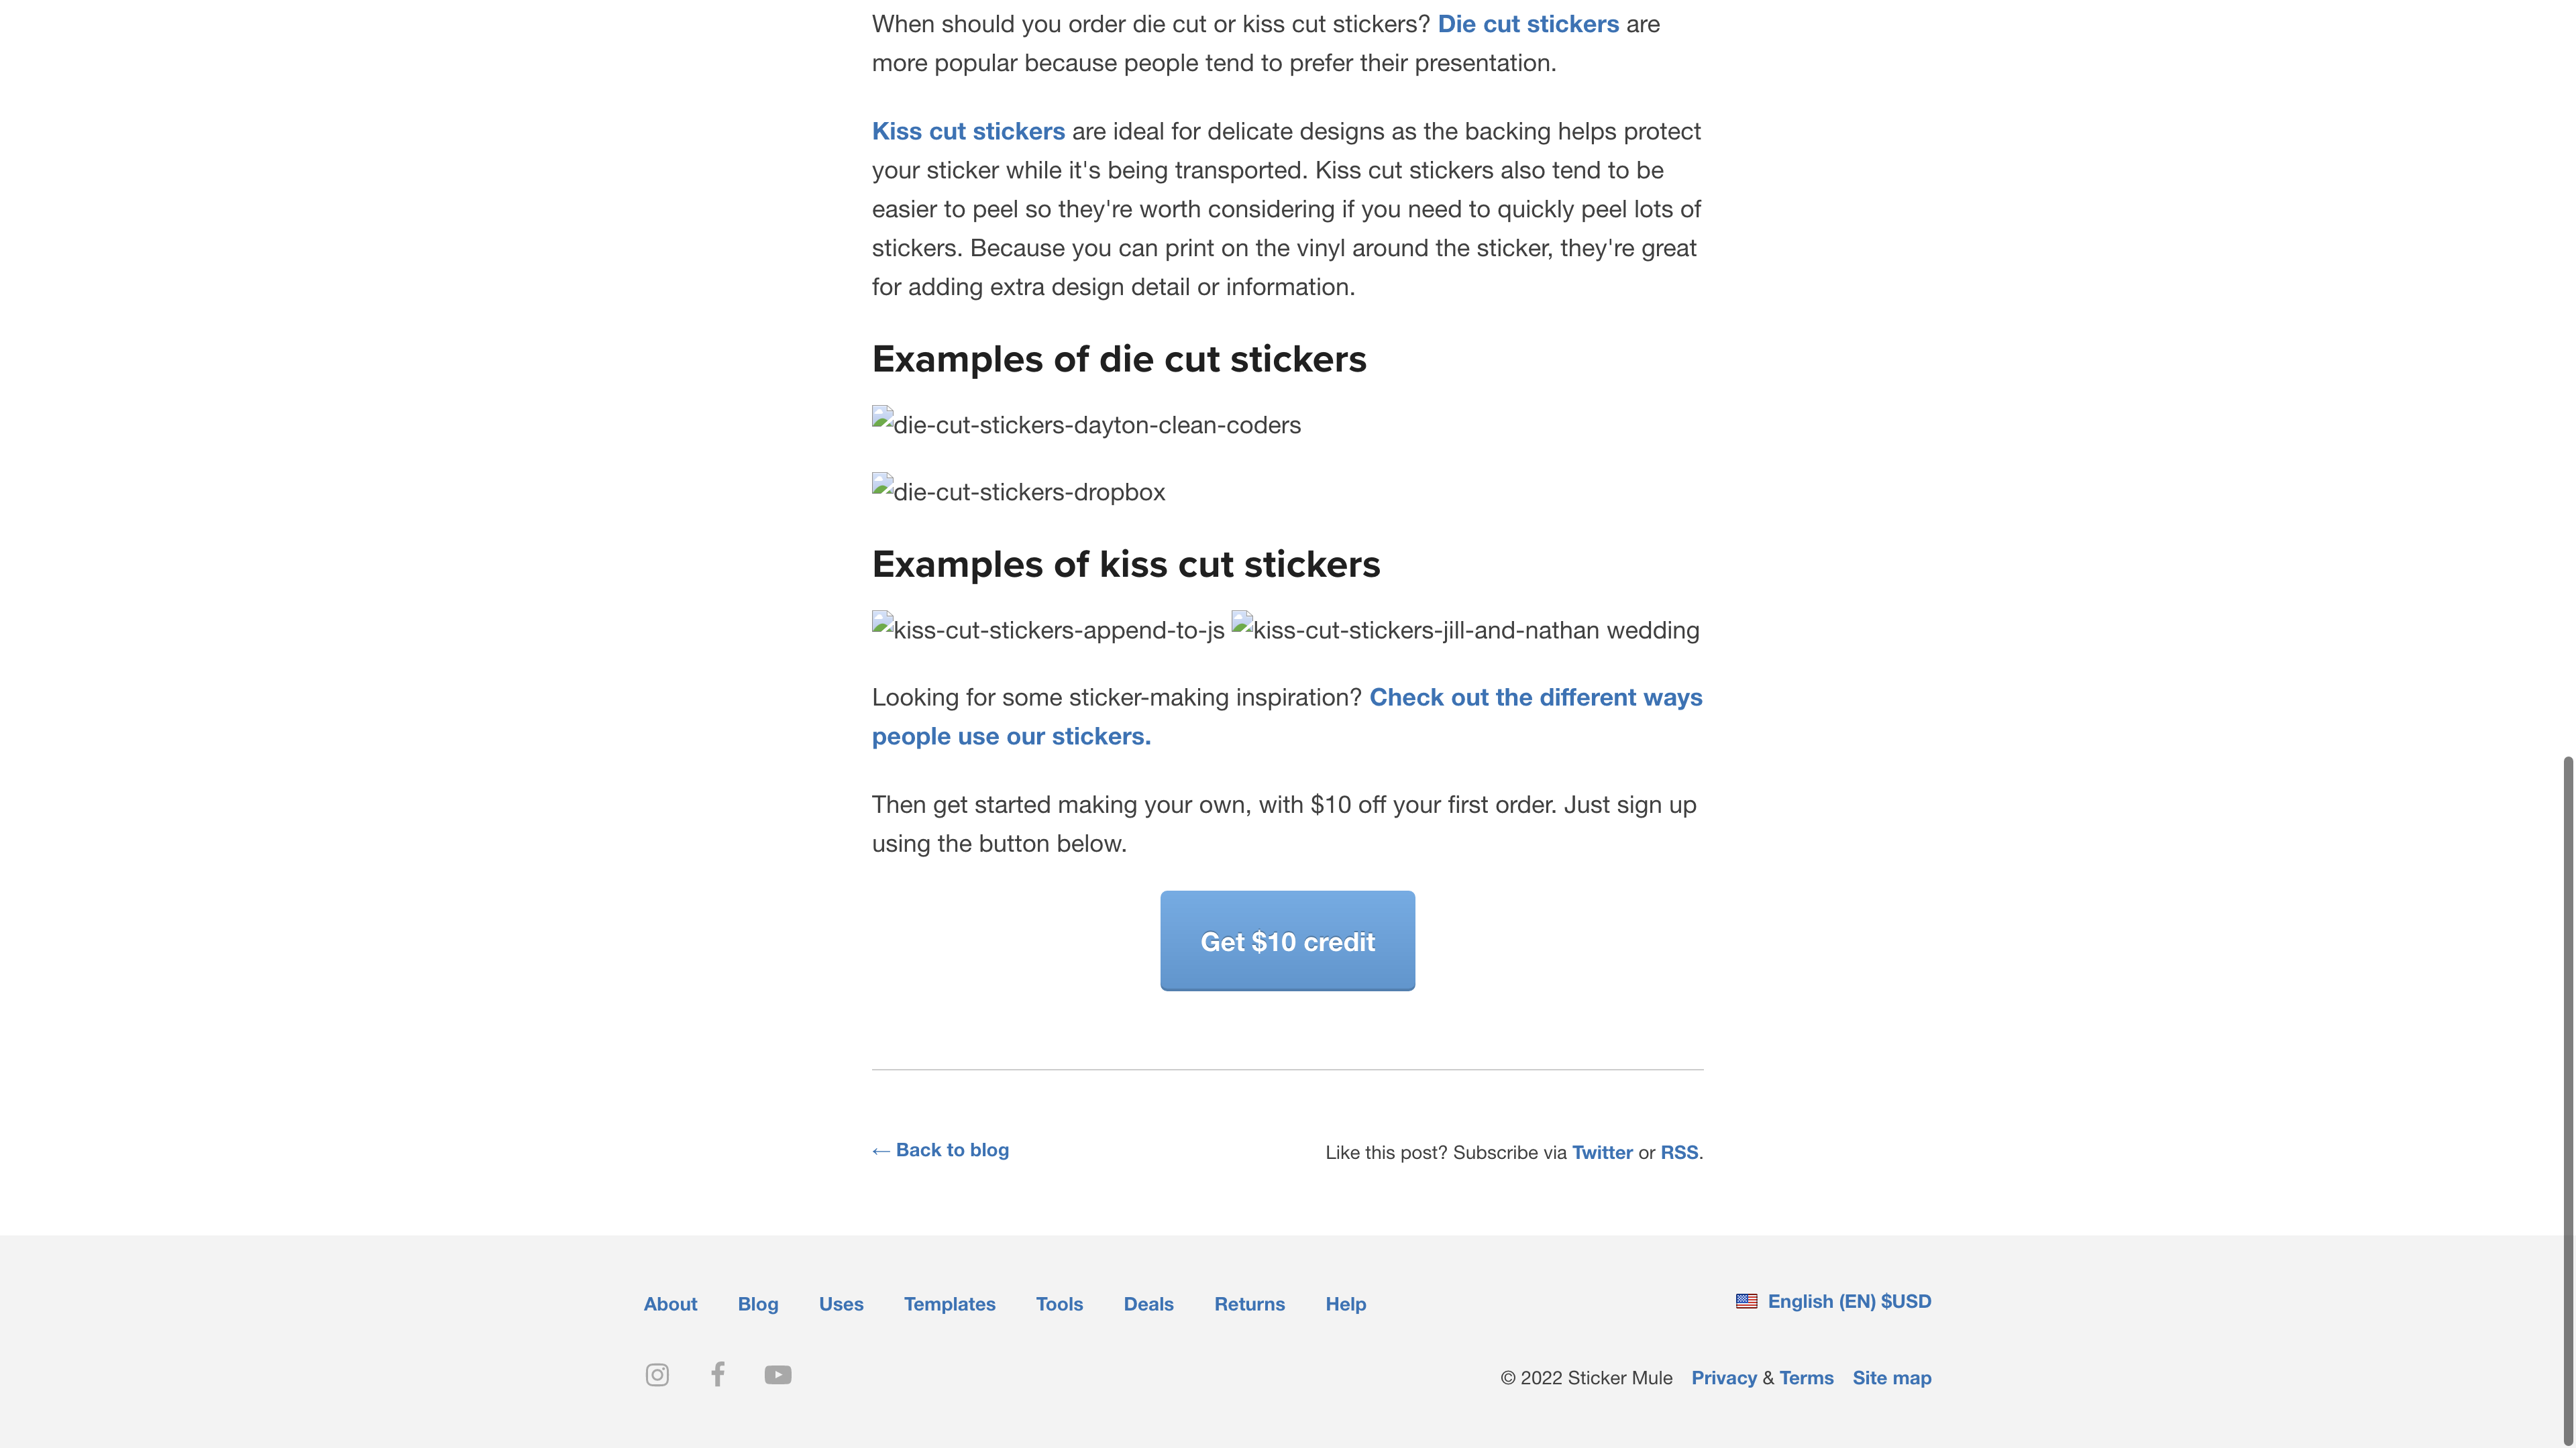 When should you order die cut or kiss cut stickers? Die cut stickers are
more popular because people tend to prefer their presentation.
Kiss cut stickers are ideal for delicate designs as the backing helps protect
your sticker while it's being transported. Kiss cut stickers also tend to be
easier to peel so they're worth considering if you need to quickly peel lots of
stickers. Because you can print on the vinyl around the sticker, they're great
for adding extra design detail or information.
Examples of die cut stickers
die-cut-stickers-dayton-clean-coders
die-cut-stickers-dropbox
Examples of kiss cut stickers
kiss-cut-stickers-append-to-js kiss-cut-stickers-jill-and-nathan wedding
Looking for some sticker-making inspiration? Check out the different ways
people use our stickers.
Then get started making your own, with $10 off your first order. Just sign up
using the button below.
Get $10 credit
← Back to blog
Like this post? Subscribe via Twitter or RSS.
About Blog Uses Templates Tools Deals Returns Help
English (EN) $USD
© 2022 Sticker Mule Privacy & Terms Site map